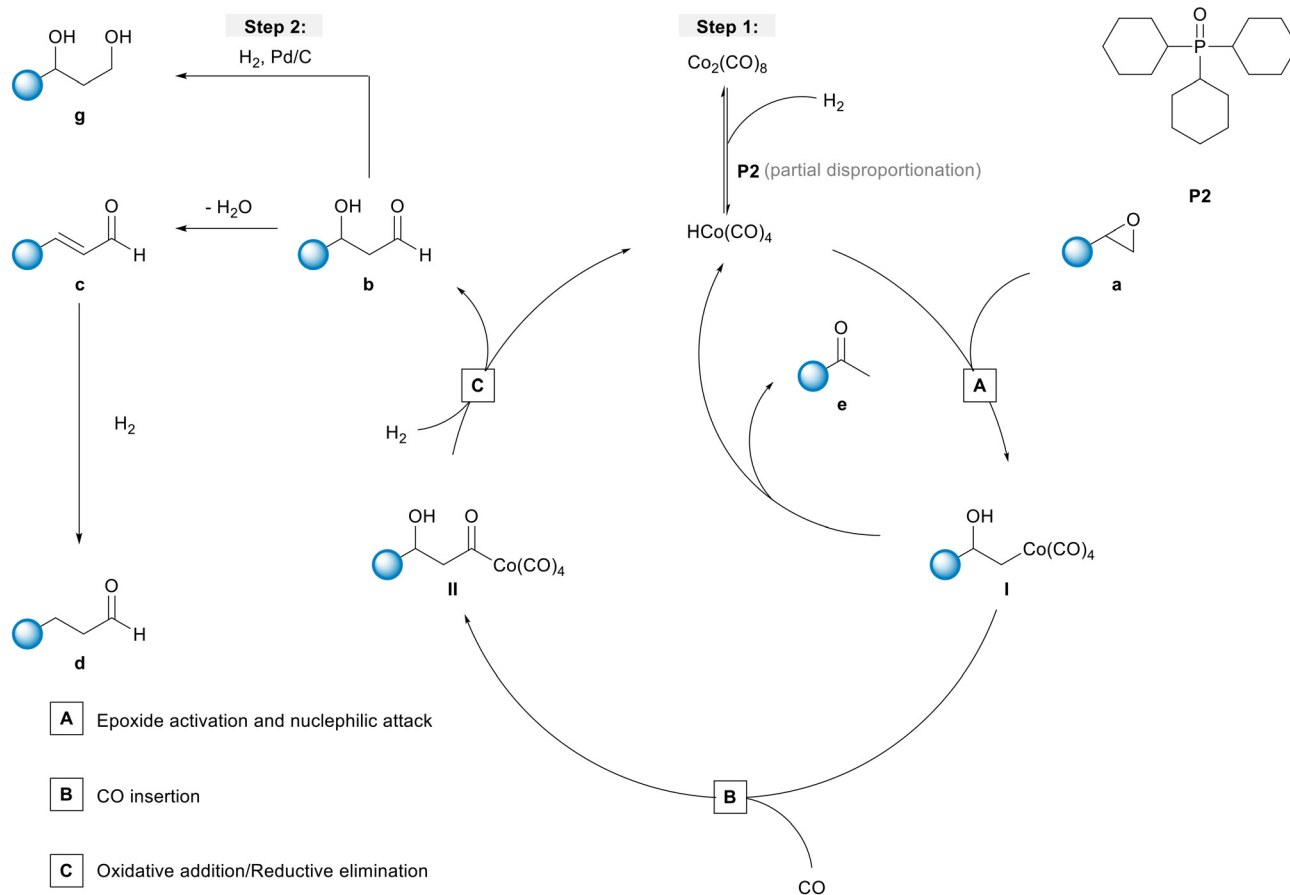 Step 2:
H2, Pd/C
OH OH
g
Step 1:
Co2(CO)8
H2
P2 (partial disproportionation)
HCo(CO)4
O
P
P2
O
a
- H2O
OH O
H
b
O
H
c
H2
O
H
d
C
H2
O
e
A
OH O
Co(CO)4
II
OH
Co(CO)4
I
B
CO
A Epoxide activation and nuclephilic attack
B CO insertion
C Oxidative addition/Reductive elimination